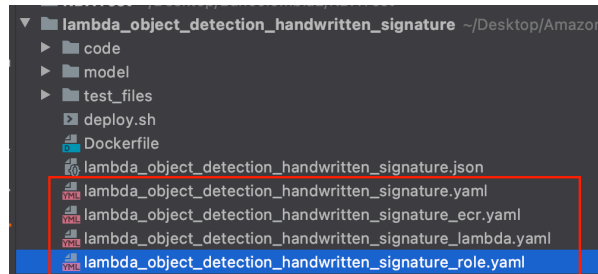 lambda_object_detection_handwritten_signature ~/Desktop/Amazon
code
model
test_files
deploy.sh
Dockerfile
lambda_object_detection_handwritten_signature.json
lambda_object_detection_handwritten_signature.yaml
lambda_object_detection_handwritten_signature_ecr.yaml
lambda_object_detection_handwritten_signature_lambda.yaml
lambda_object_detection_handwritten_signature_role.yaml